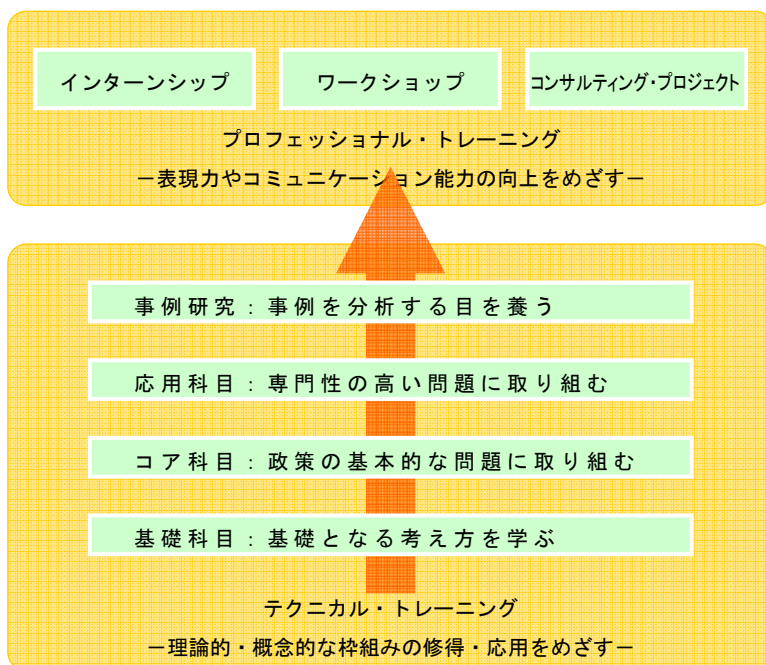 インターンシップ
ワークショップ
コンサルティング・プロジェクト
プロフェッショナル・トレーニング
－表現力やコミュニケーション能力の向上をめざす－
事例研究：事例を分析する目を養う
応用科目：専門性の高い問題に取り組む
コア科目：政策の基本的な問題に取り組む
基礎科目：基礎となる考え方を学ぶ
テクニカル・トレーニング
－理論的・概念的な枠組みの修得・応用をめざす－